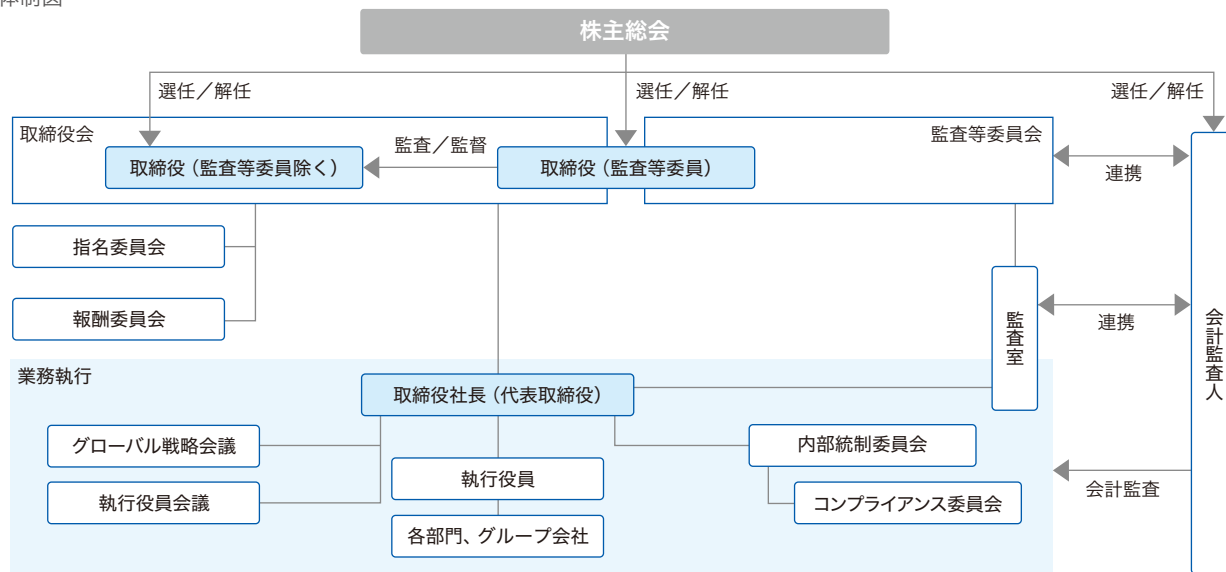 体制図
株主総会
選任／解任
選任／解任
選任／解任
取締役会
監査等委員会
取締役（監査等委員除く）
監査／監督
取締役（監査等委員）
連携
指名委員会
報酬委員会
監査室
連携
会計監査人
業務執行
取締役社長（代表取締役）
グローバル戦略会議
内部統制委員会
執行役員
執行役員会議
コンプライアンス委員会
会計監査
各部門、グループ会社